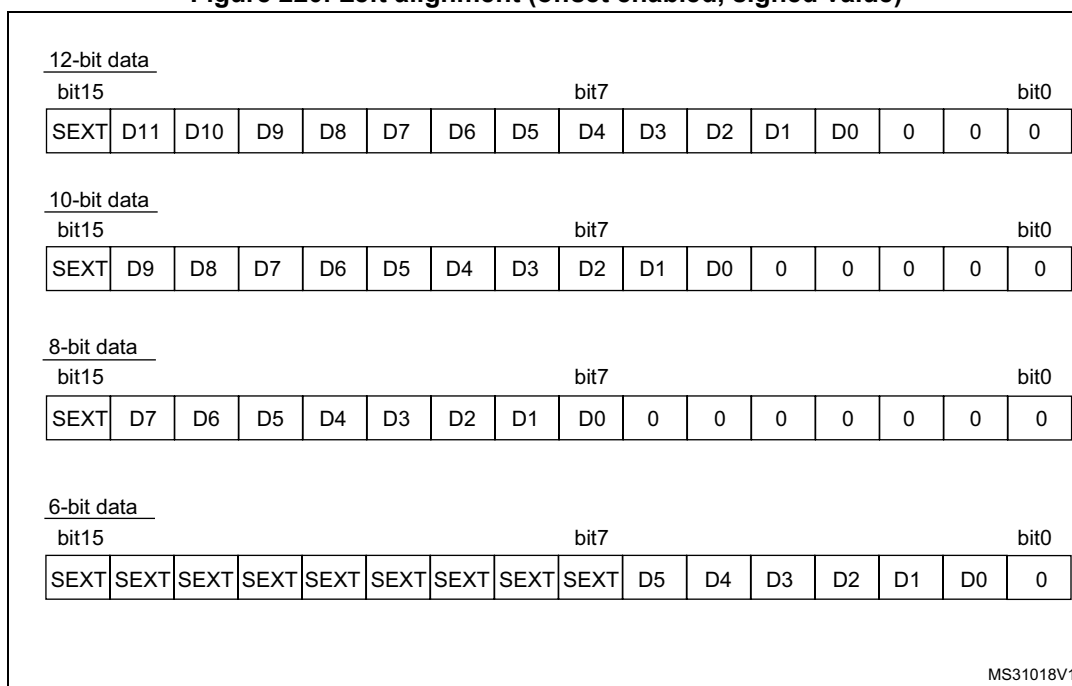 Figure Left alignment (offset enabled, signed value)
12-bit data
bit15 bit7 bit0
SEXT D11 D10 D9 D8 D7 D6 D5 D4 D3 D2 D1 D0 0 0 0
10-bit data
bit15 bit7 bit0
SEXT D9 D8 D7 D6 D5 D4 D3 D2 D1 D0 0 0 0 0 0
8-bit data
bit15 bit7 bit0
SEXT D7 D6 D5 D4 D3 D2 D1 D0 0 0 0 0 0 0 0
6-bit data
bit15 bit7 bit0
SEXT SEXT SEXT SEXT SEXT SEXT SEXT SEXT SEXT D5 D4 D3 D2 D1 D0 0
MS31018V1